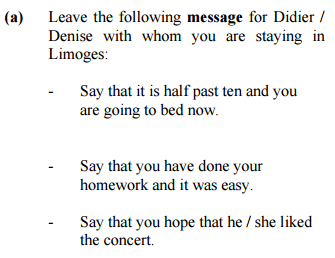 (a) Leave the following message for Didier /
Denise with whom you are staying in
Limoges:
- Say that it is half past ten and you
are going to bed now.
- Say that you have done your
homework and it was easy.
- Say that you hope that he / she liked
the concert.